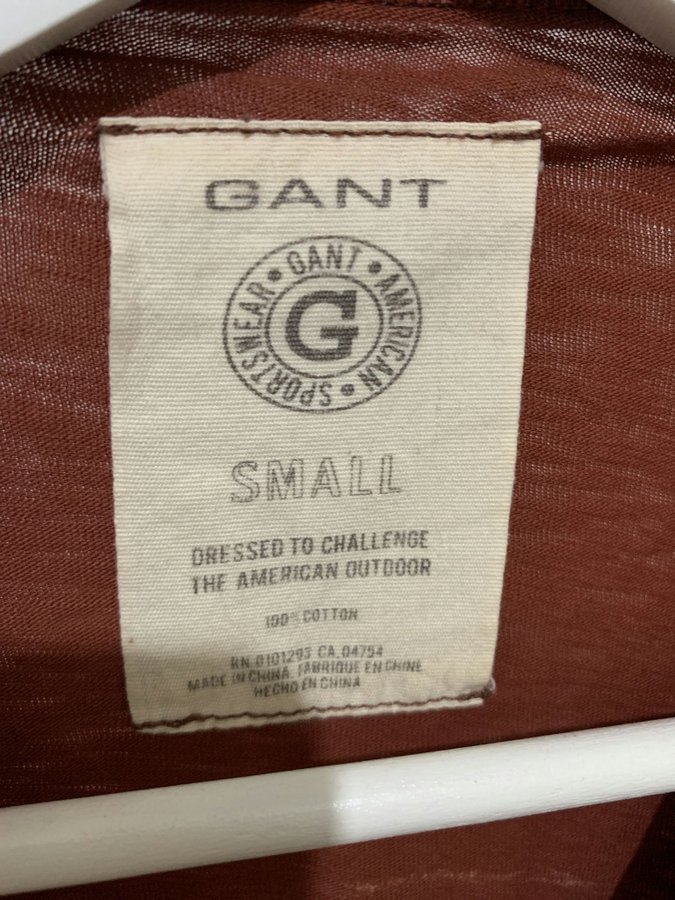 GANT
GANT • AMERICAN • SPORTSWEAR •
G
SMALL
DRESSED TO CHALLENGE
THE AMERICAN OUTDOOR
100% COTTON
RN 0101293 CA 04754
MADE IN CHINA. FABRIQUE EN CHINE
HECHO EN CHINA